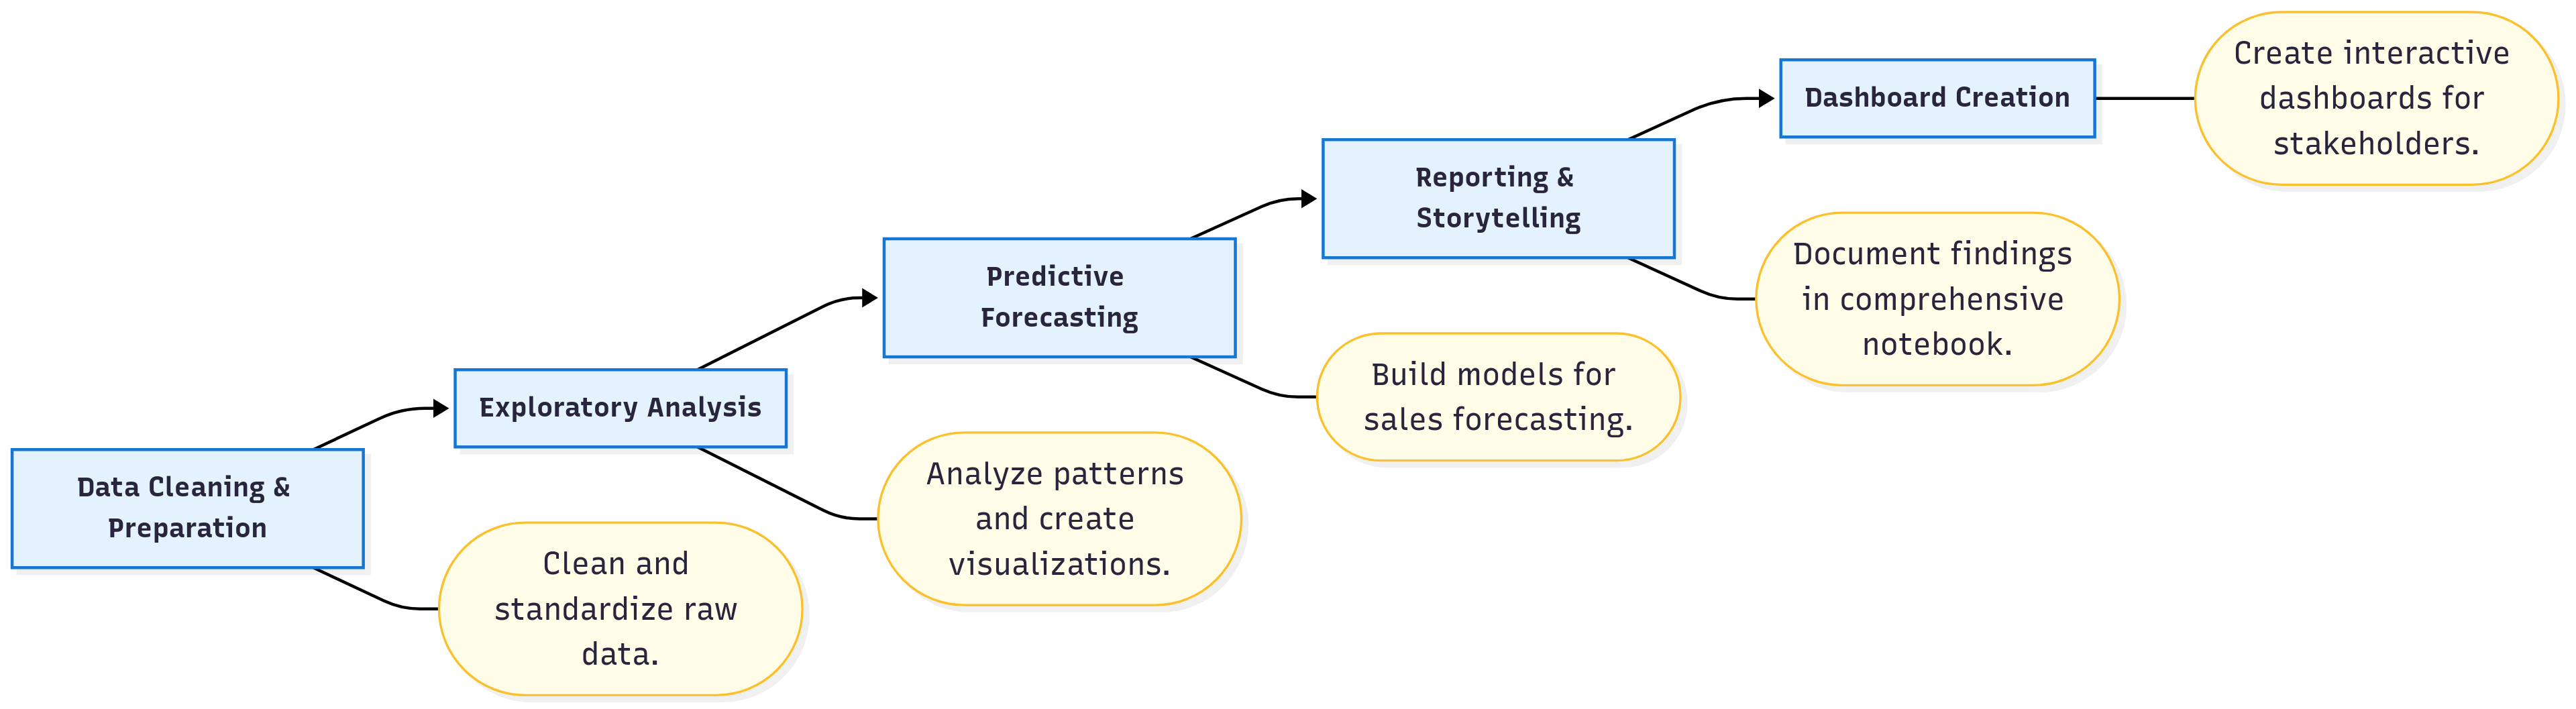 Data Cleaning &
Preparation
Clean and
standardize raw
data.
Exploratory Analysis
Analyze patterns
and create
visualizations.
Predictive
Forecasting
Build models for
sales forecasting.
Reporting &
Storytelling
Document findings
in comprehensive
notebook.
Dashboard Creation
Create interactive
dashboards for
stakeholders.